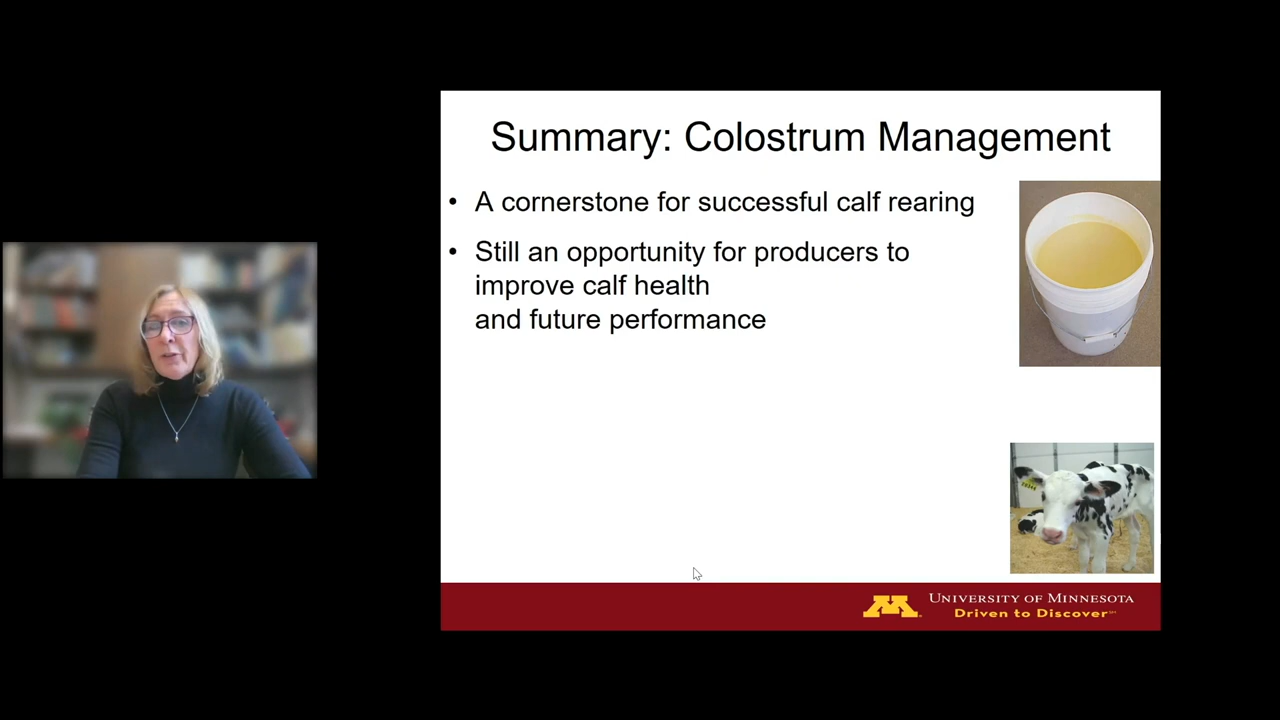 Summary: Colostrum Management
• A cornerstone for successful calf rearing
• Still an opportunity for producers to
improve calf health
and future performance
UNIVERSITY OF MINNESOTA
Driven to Discover℠